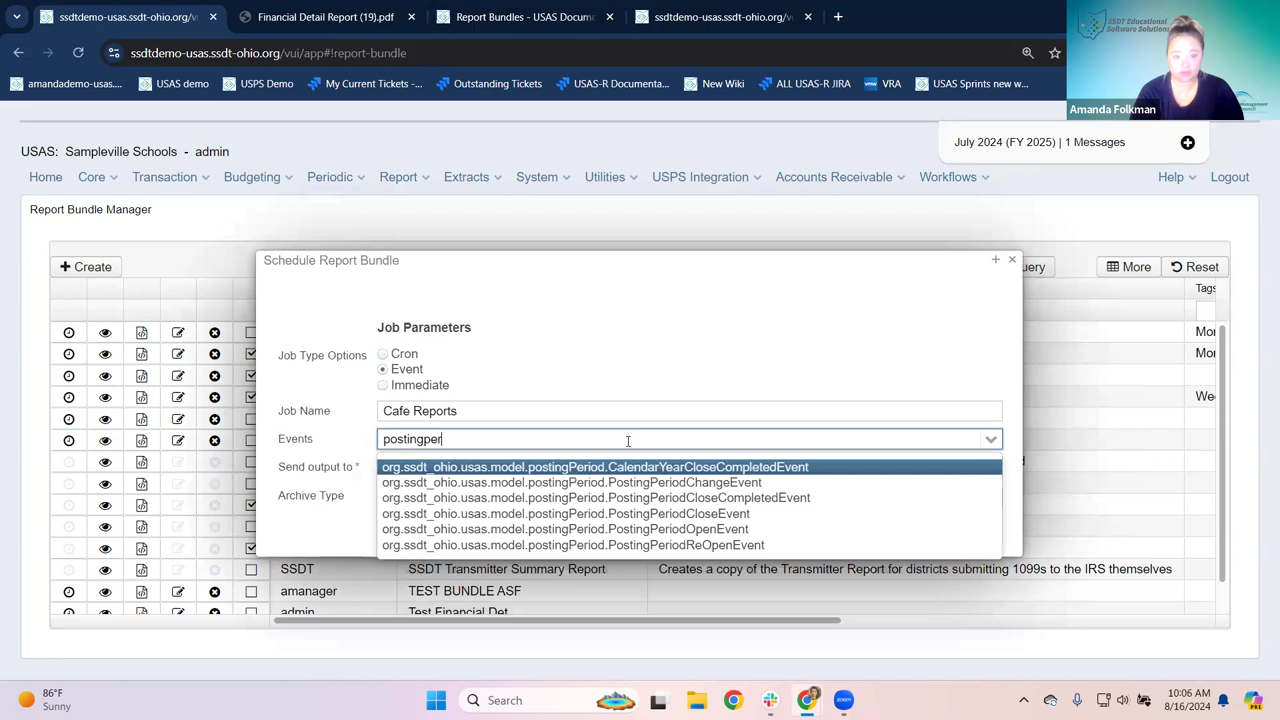 ssdtdemo-usas.ssdt-ohio.org/v
Financial Detail Report (19).pdf
Report Bundles - USAS Docum
ssdtdemo-usas.ssdt-ohio.org/v
ssdtdemo-usas.ssdt-ohio.org/vui/app#!report-bundle
SSDT Educational
Software Solutions
amandademo-usas....
USAS demo
USPS Demo
My Current Tickets -...
Outstanding Tickets
USAS-R Documenta...
New Wiki
ALL USAS-R JIRA
VRA
USAS Sprints new w...
Amanda Folkman
USAS: Sampleville Schools - admin
July 2024 (FY 2025) | 1 Messages
Home Core Transaction Budgeting Periodic Report Extracts System Utilities USPS Integration Accounts Receivable Workflows Help Logout
Report Bundle Manager
Create
More
Reset
Tags
Schedule Report Bundle
Job Parameters
Job Type Options
Cron
Event
Immediate
Job Name
Cafe Reports
Events
postingper
Send output to *
Archive Type
org.ssdt_ohio.usas.model.postingPeriod.CalendarYearCloseCompletedEvent
org.ssdt_ohio.usas.model.postingPeriod.PostingPeriodChangeEvent
org.ssdt_ohio.usas.model.postingPeriod.PostingPeriodCloseCompletedEvent
org.ssdt_ohio.usas.model.postingPeriod.PostingPeriodCloseEvent
org.ssdt_ohio.usas.model.postingPeriod.PostingPeriodOpenEvent
org.ssdt_ohio.usas.model.postingPeriod.PostingPeriodReOpenEvent
SSDT SSDT Transmitter Summary Report Creates a copy of the Transmitter Report for districts submitting 1099s to the IRS themselves
amanager TEST BUNDLE ASF
admin Test Financial Det
86°F
Sunny
Search
10:06 AM
8/16/2024